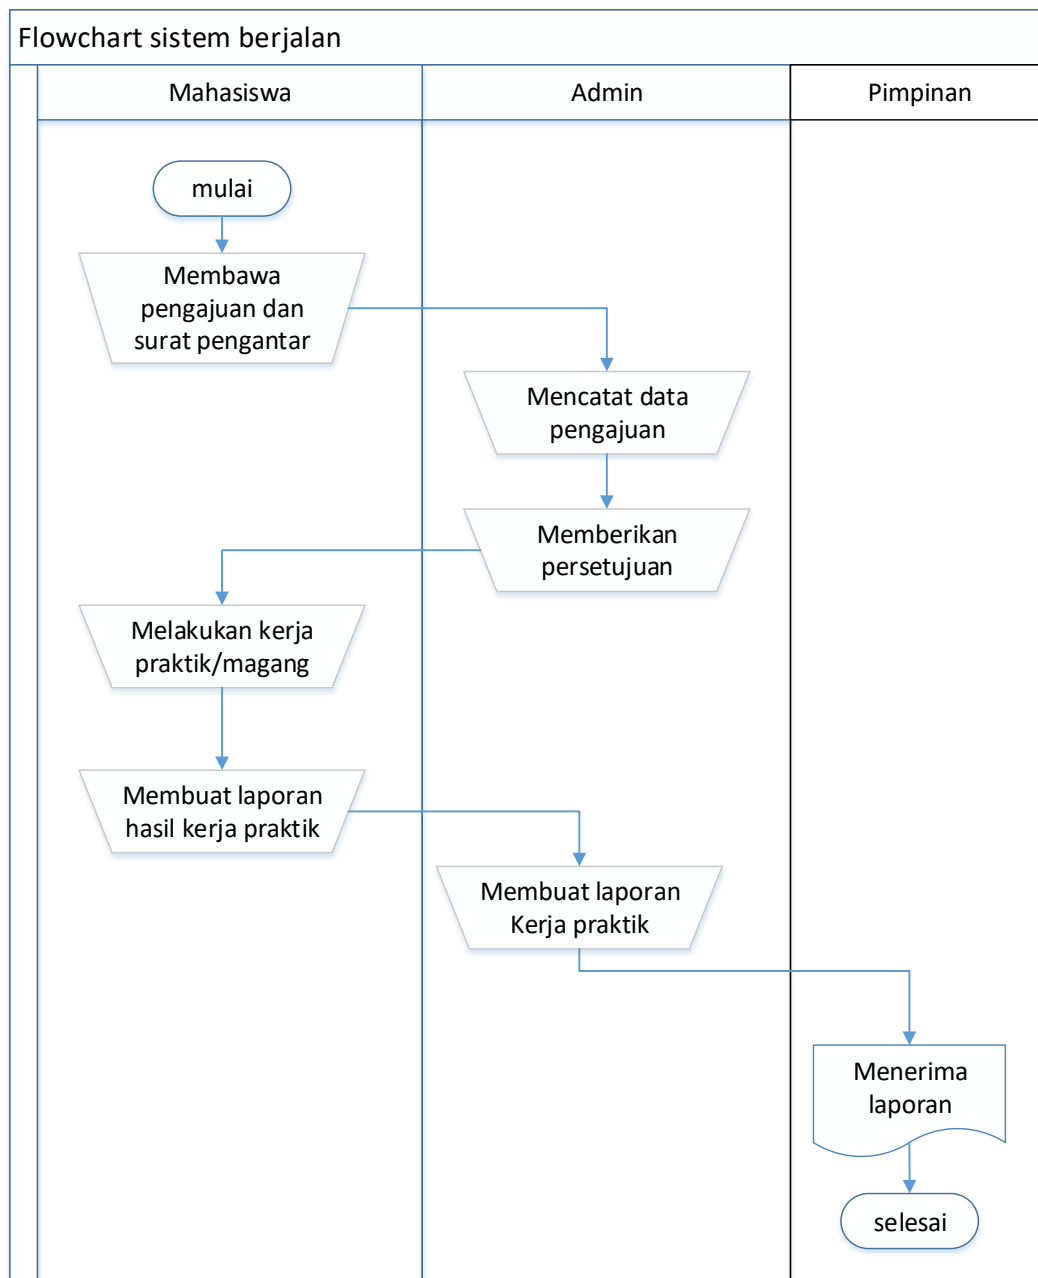 Flowchart sistem berjalan
Mahasiswa
Admin
Pimpinan
mulai
Membawa
pengajuan dan
surat pengantar
Mencatat data
pengajuan
Memberikan
persetujuan
Melakukan kerja
praktik/magang
Membuat laporan
hasil kerja praktik
Membuat laporan
Kerja praktik
Menerima
laporan
selesai